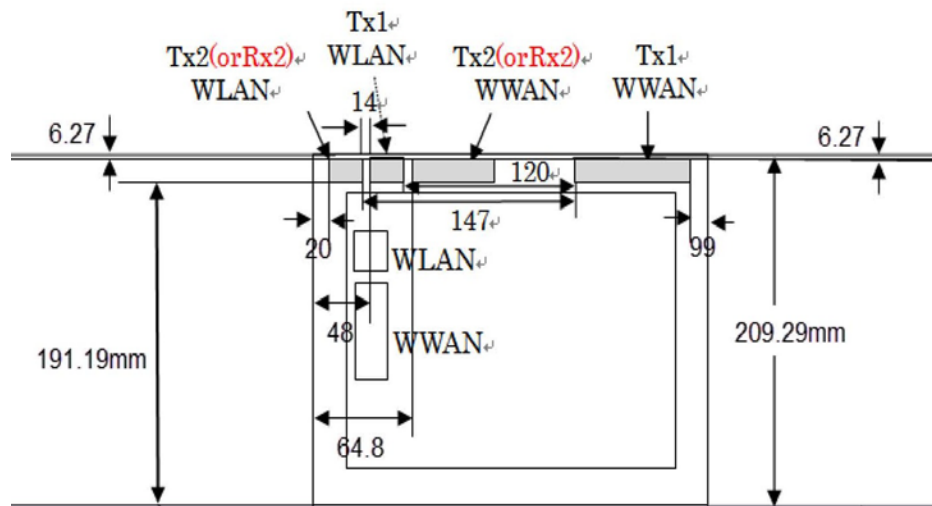 Tx1
WLAN
Tx2(orRx2)
WLAN
Tx2(orRx2)
WWAN
Tx1
WWAN
14
6.27
6.27
120
147
20
99
WLAN
48
WWAN
191.19mm
209.29mm
64.8